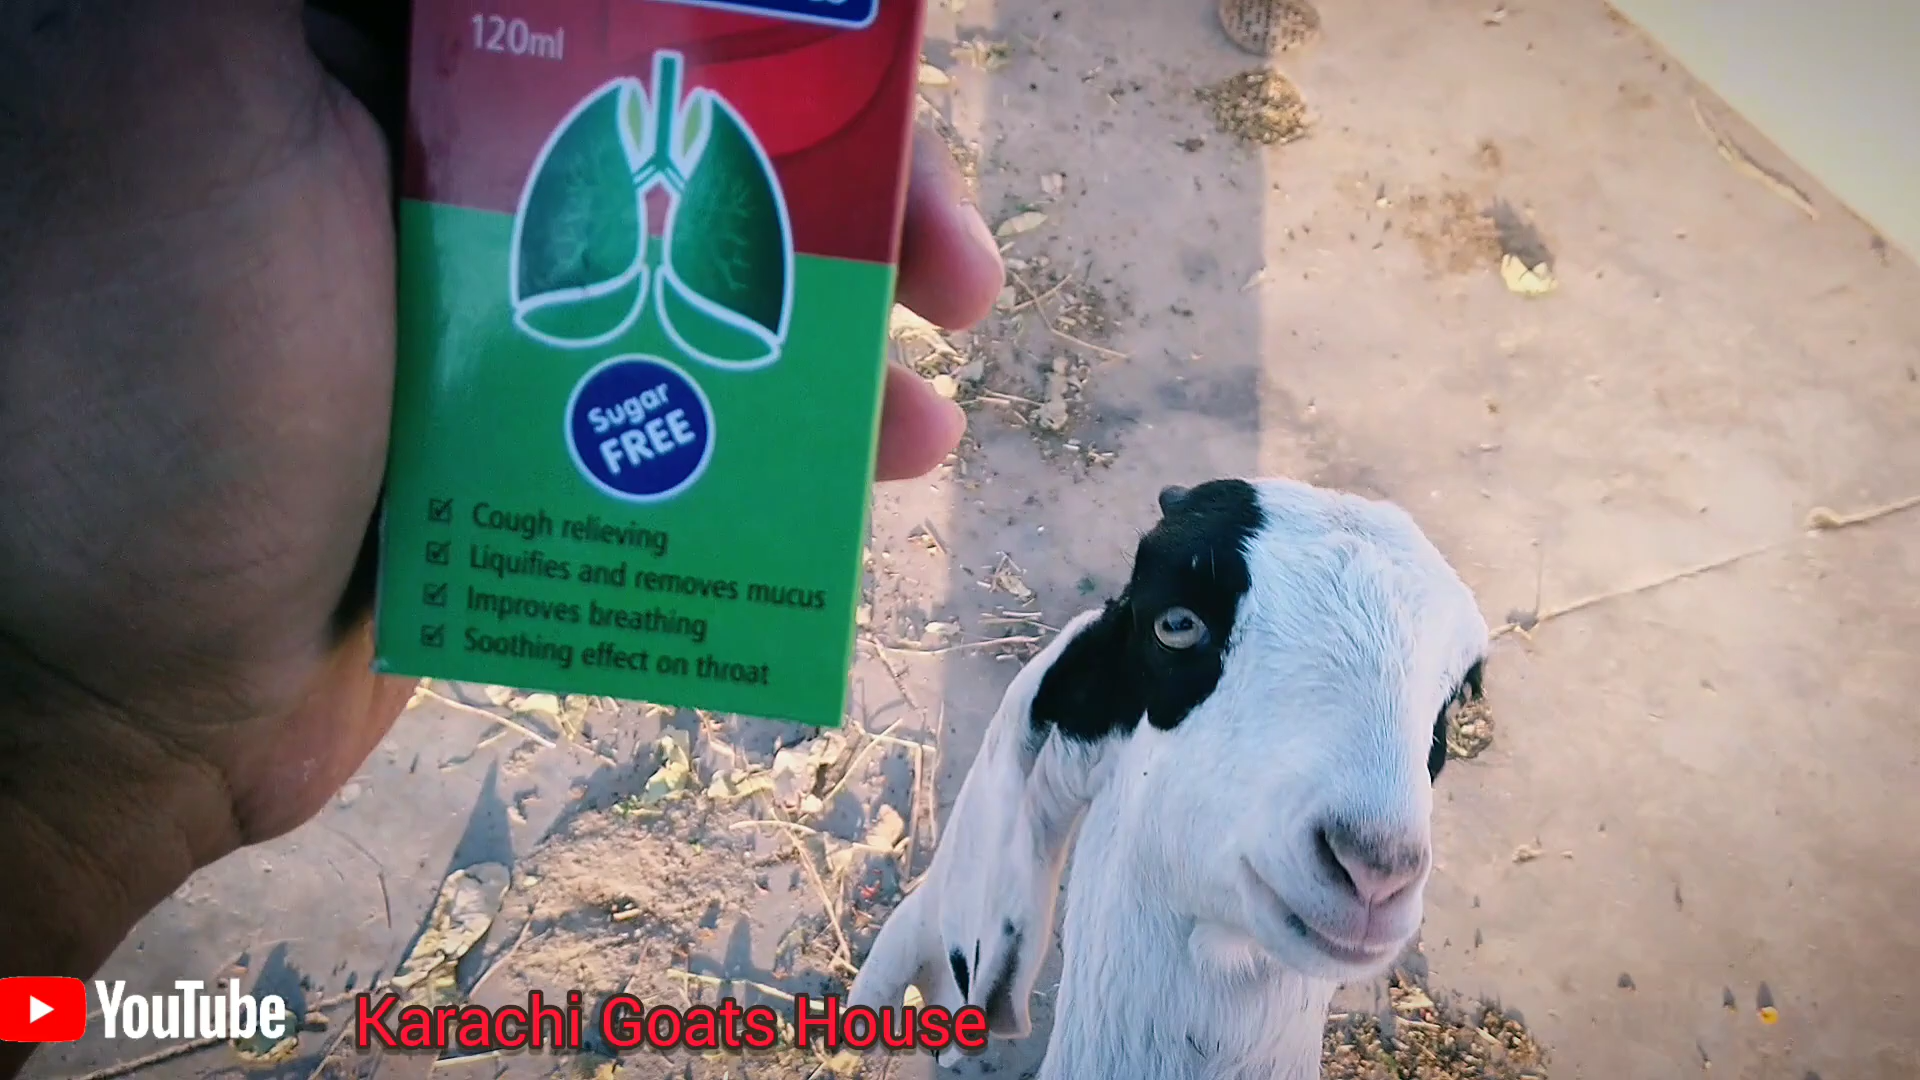 120ml
Sugar
FREE
Cough relieving
Liquifies and removes mucus
Improves breathing
Soothing effect on throat
YouTube
Karachi Goats House